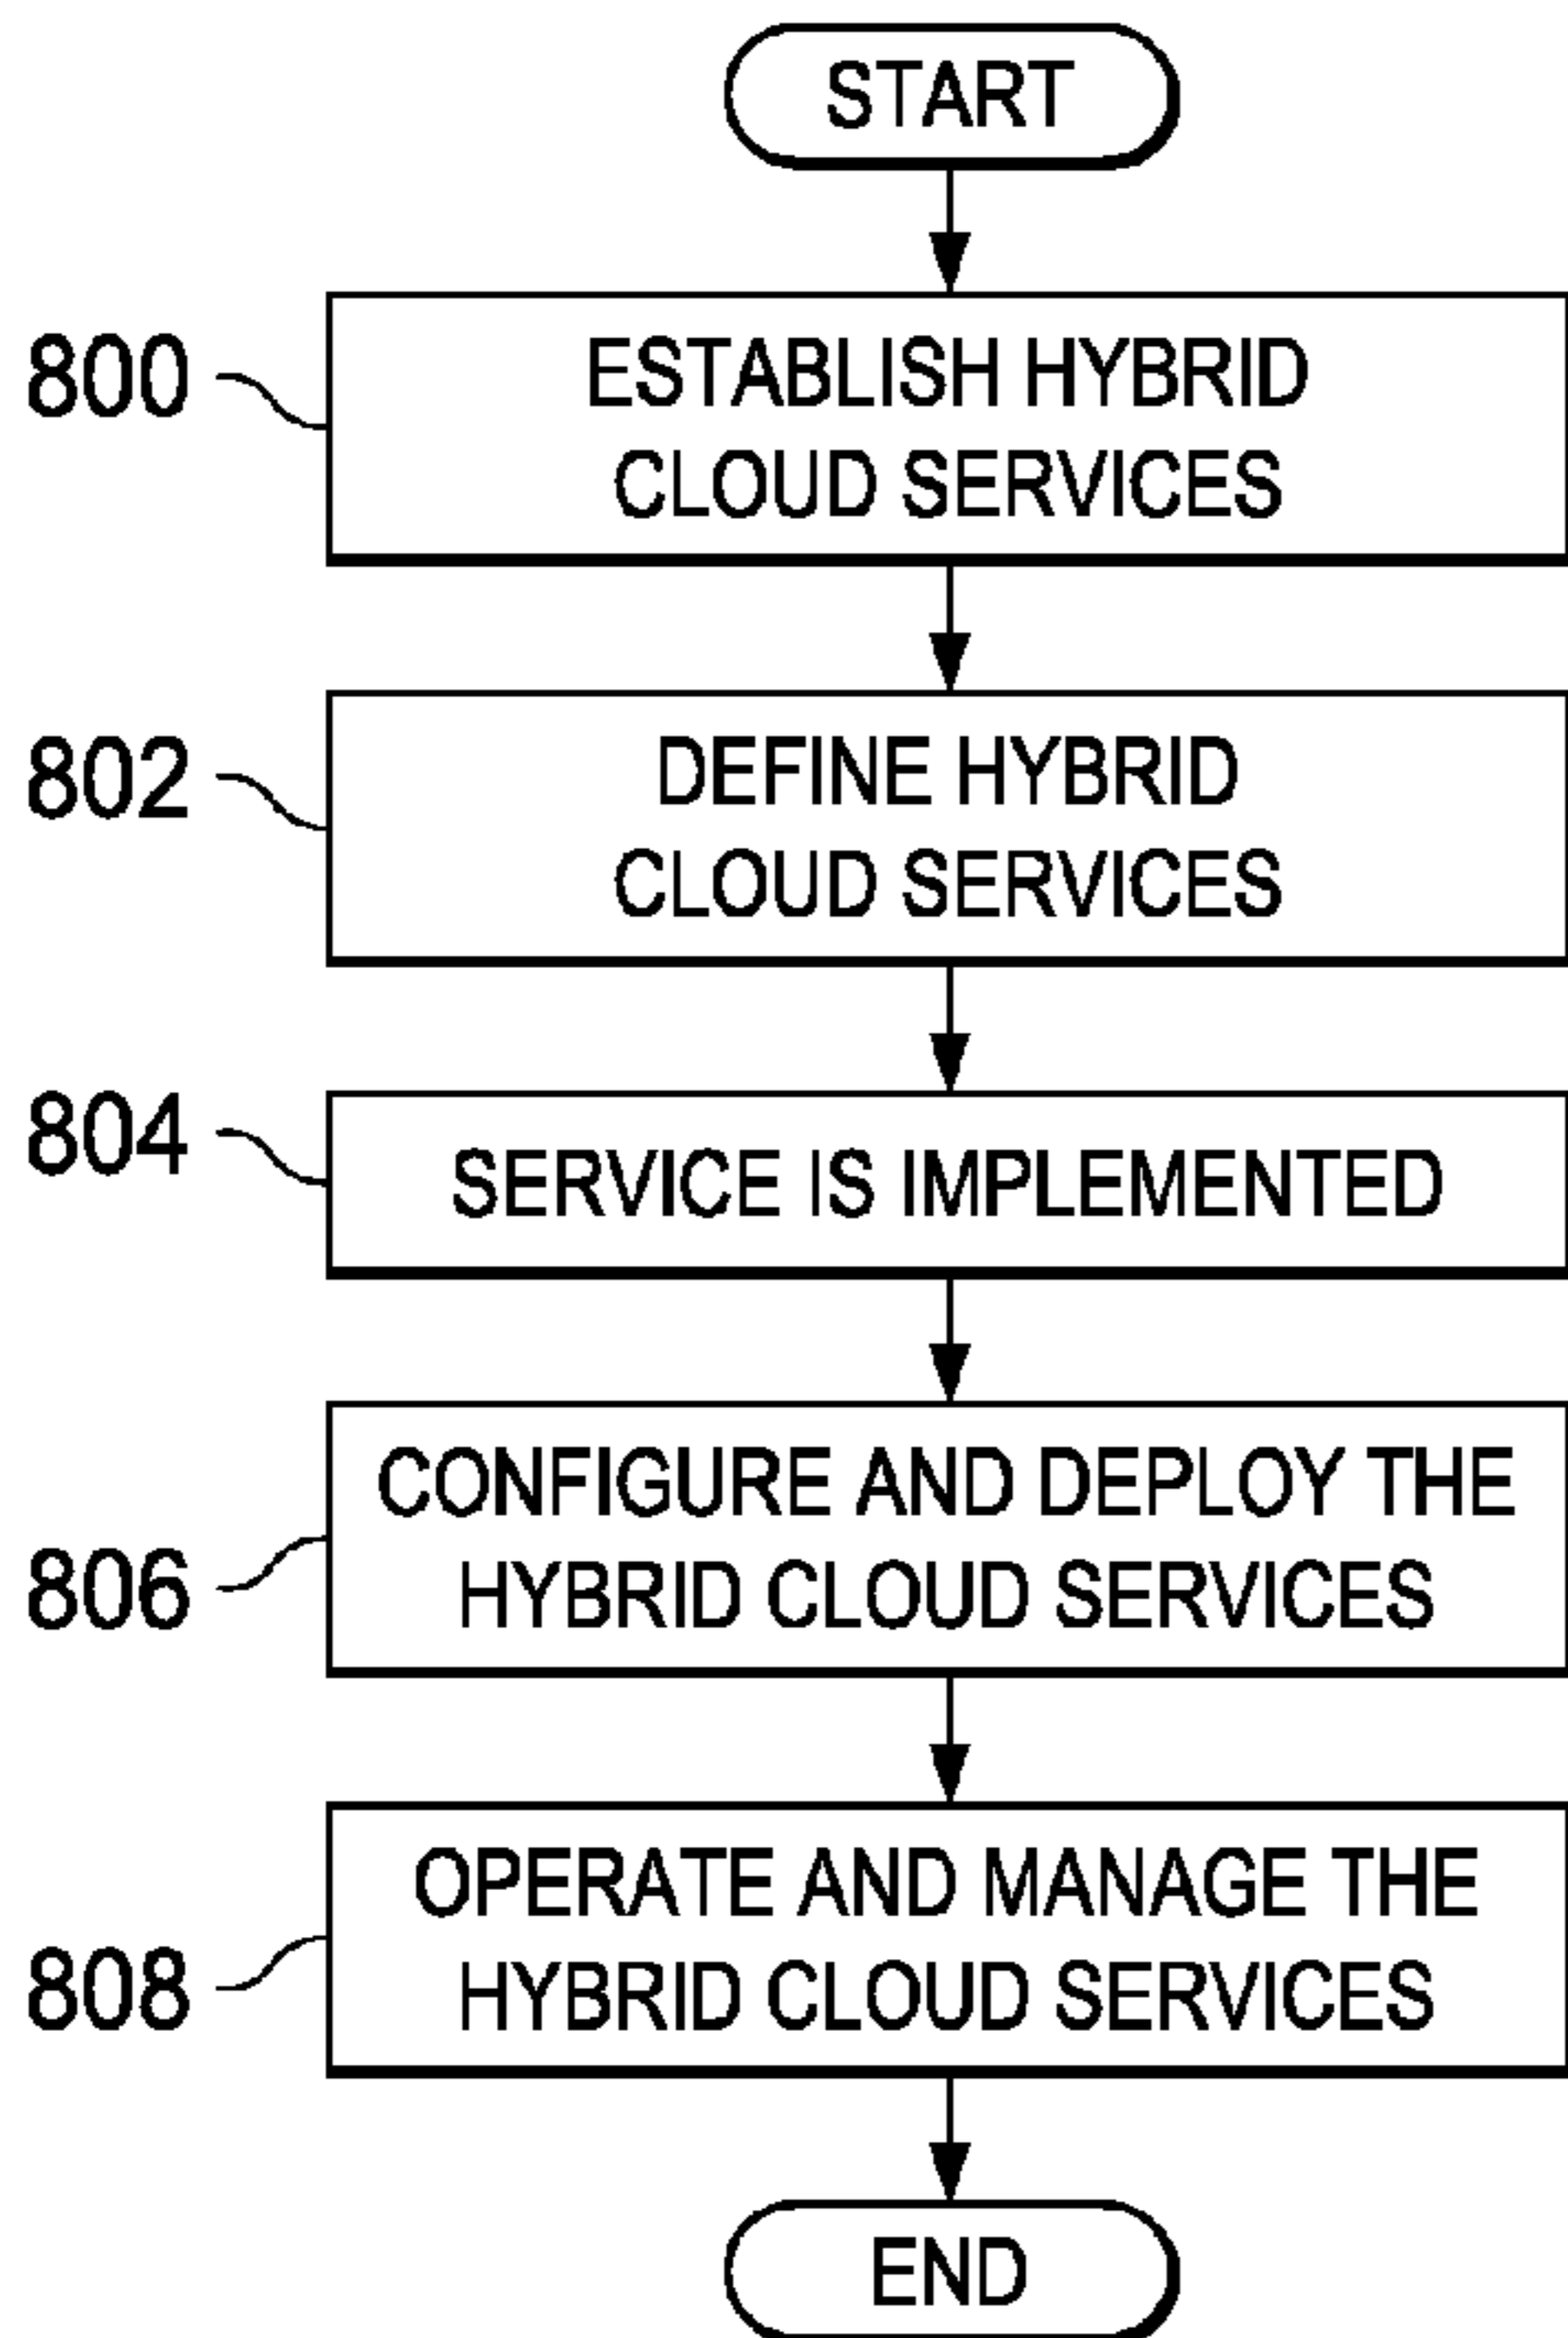 START
800
ESTABLISH HYBRID
CLOUD SERVICES
802
DEFINE HYBRID
CLOUD SERVICES
804
SERVICE IS IMPLEMENTED
CONFIGURE AND DEPLOY THE
HYBRID CLOUD SERVICES
806
OPERATE AND MANAGE THE
HYBRID CLOUD SERVICES
808
END